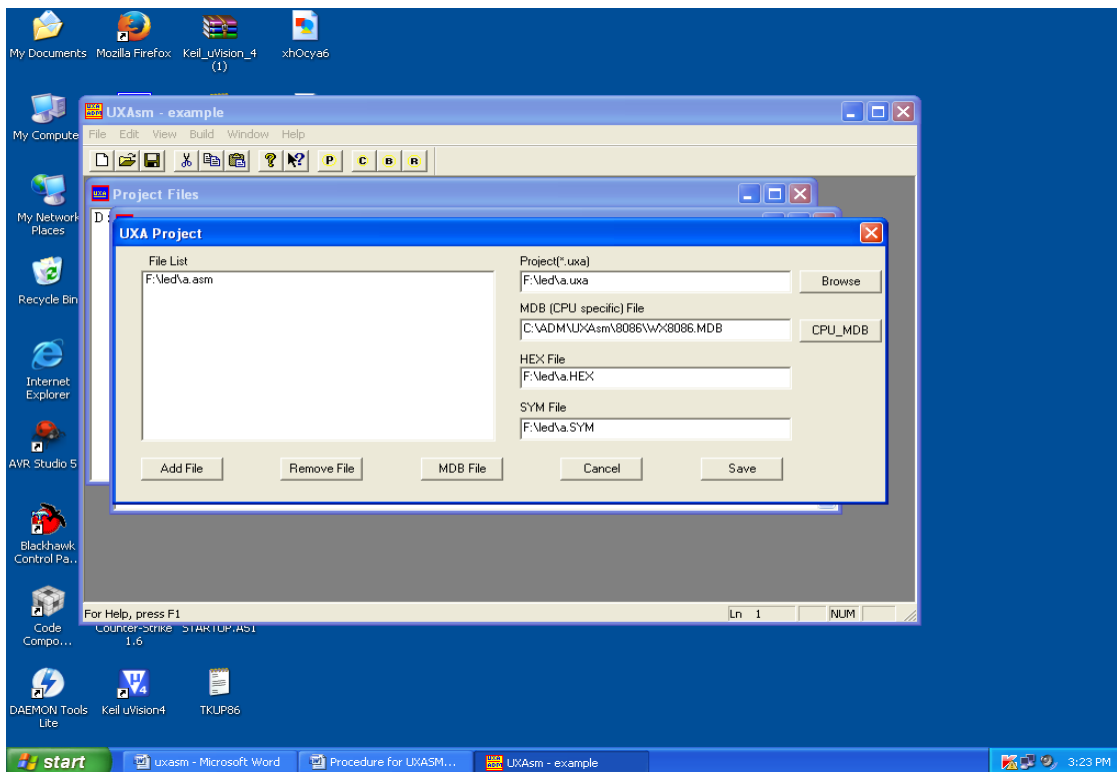 My Documents
Mozilla Firefox
Keil_uVision_4
(1)
xhOcya6
My Compute
UXAsm - example
File Edit View Build Window Help
P C B R
My Network
Places
Project Files
D:
UXA Project
File List
F:\led\a.asm
Project(*.uxa)
F:\led\a.uxa
Browse
MDB (CPU specific) File
C:\ADM\UXAsm\8086\WX8086.MDB
CPU_MDB
HEX File
F:\led\a.HEX
SYM File
F:\led\a.SYM
Add File
Remove File
MDB File
Cancel
Save
Recycle Bin
Internet
Explorer
AVR Studio 5
Blackhawk
Control Pa..
For Help, press F1
Ln 1
NUM
Code
Compo...
Counter-Strike
1.6
STARTUP.A51
DAEMON Tools
Lite
Keil uVision4
TKUP86
start
uxasm - Microsoft Word
Procedure for UXASM...
UXAsm - example
3:23 PM